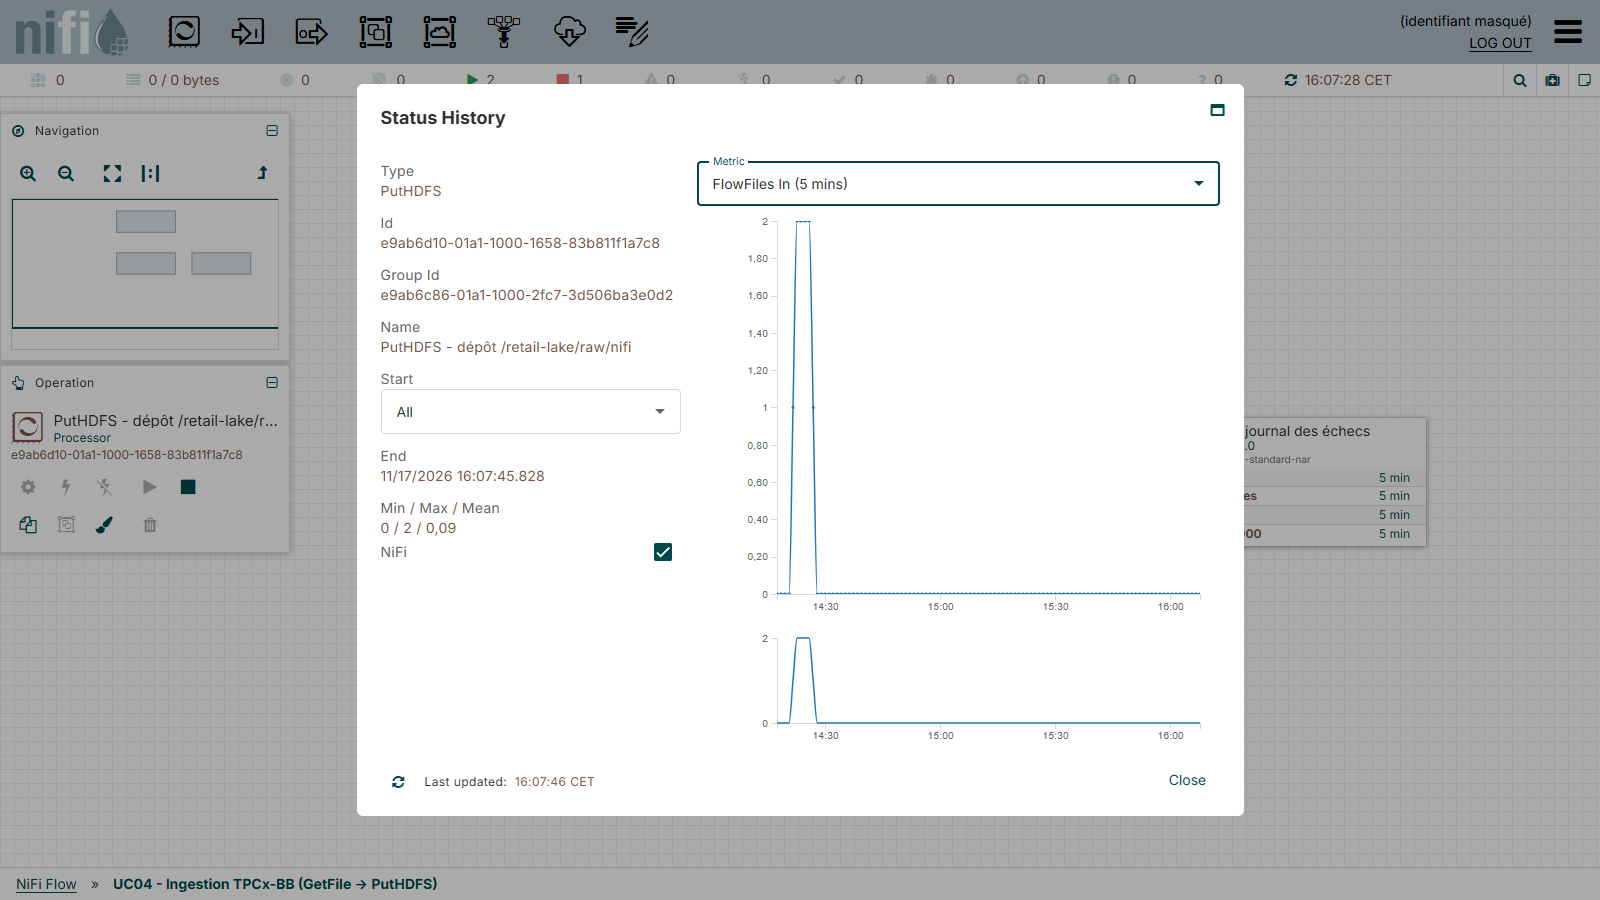 nifi
(identifiant masqué)
LOG OUT
0
0 / 0 bytes
0
0
2
1
0
0
0
0
0
0
0
16:07:28 CET
Navigation
Operation
PutHDFS - dépôt /retail-lake/r...
Processor
e9ab6d10-01a1-1000-1658-83b811f1a7c8
Status History
Type
PutHDFS
Id
e9ab6d10-01a1-1000-1658-83b811f1a7c8
Group Id
e9ab6c86-01a1-1000-2fc7-3d506ba3e0d2
Name
PutHDFS - dépôt /retail-lake/raw/nifi
Start
All
End
11/17/2026 16:07:45.828
Min / Max / Mean
0 / 2 / 0,09
NiFi
Metric
FlowFiles In (5 mins)
2
1,80
1,60
1,40
1,20
1
0,80
0,60
0,40
0,20
0
14:30
15:00
15:30
16:00
2
0
14:30
15:00
15:30
16:00
Last updated: 16:07:46 CET
Close
journal des échecs
.0
-standard-nar
5 min
es 5 min
5 min
00 5 min
NiFi Flow » UC04 - Ingestion TPCx-BB (GetFile → PutHDFS)